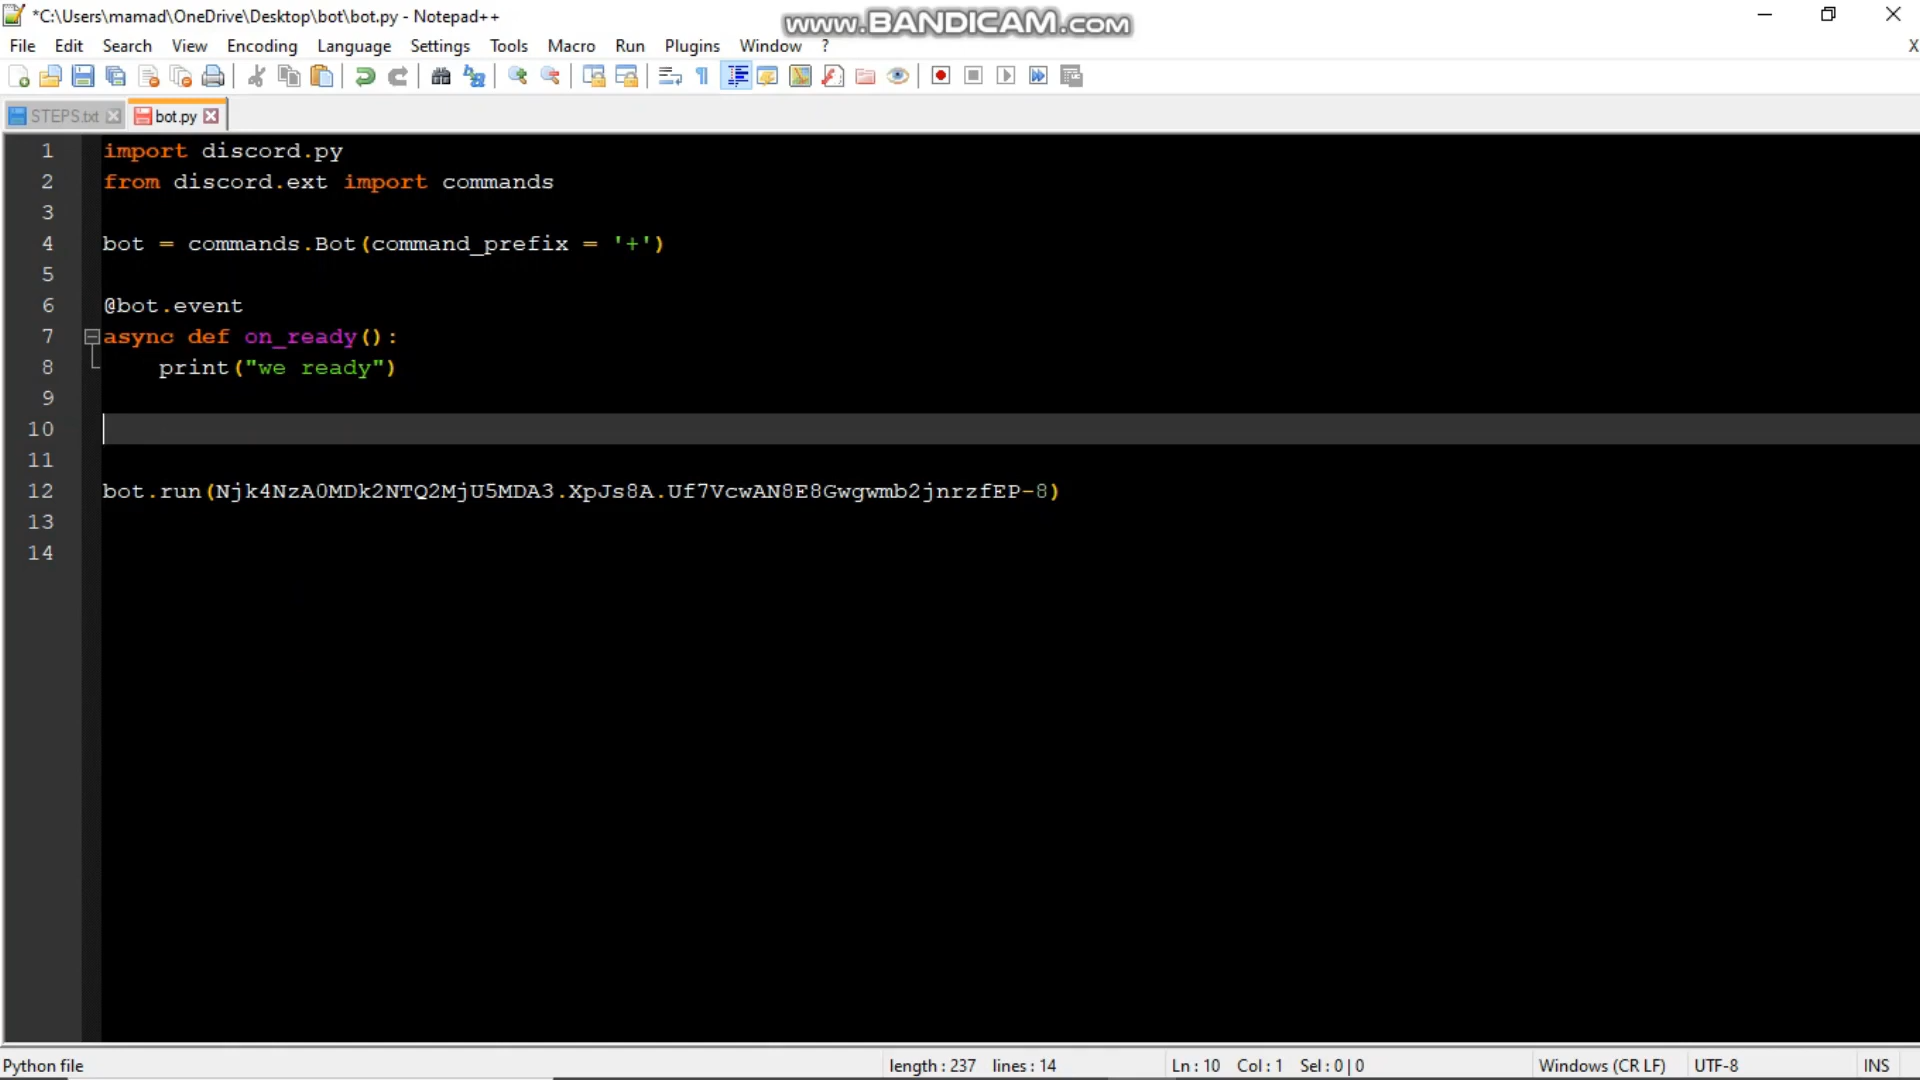 *C:\Users\mamad\OneDrive\Desktop\bot\bot.py - Notepad++
www.BANDICAM.com
File Edit Search View Encoding Language Settings Tools Macro Run Plugins Window ? X
STEPS.txt bot.py
1 import discord.py
2 from discord.ext import commands
3
4 bot = commands.Bot(command_prefix = '+')
5
6 @bot.event
7 async def on_ready():
8 print("we ready")
9
10
11
12 bot.run(Njk4NzA0MDk2NTQ2MjU5MDA3.XpJs8A.Uf7VcwAN8E8Gwgwmb2jnrzfEP-8)
13
14
Python file length : 237 lines : 14 Ln : 10 Col : 1 Sel : 0 | 0 Windows (CR LF) UTF-8 INS